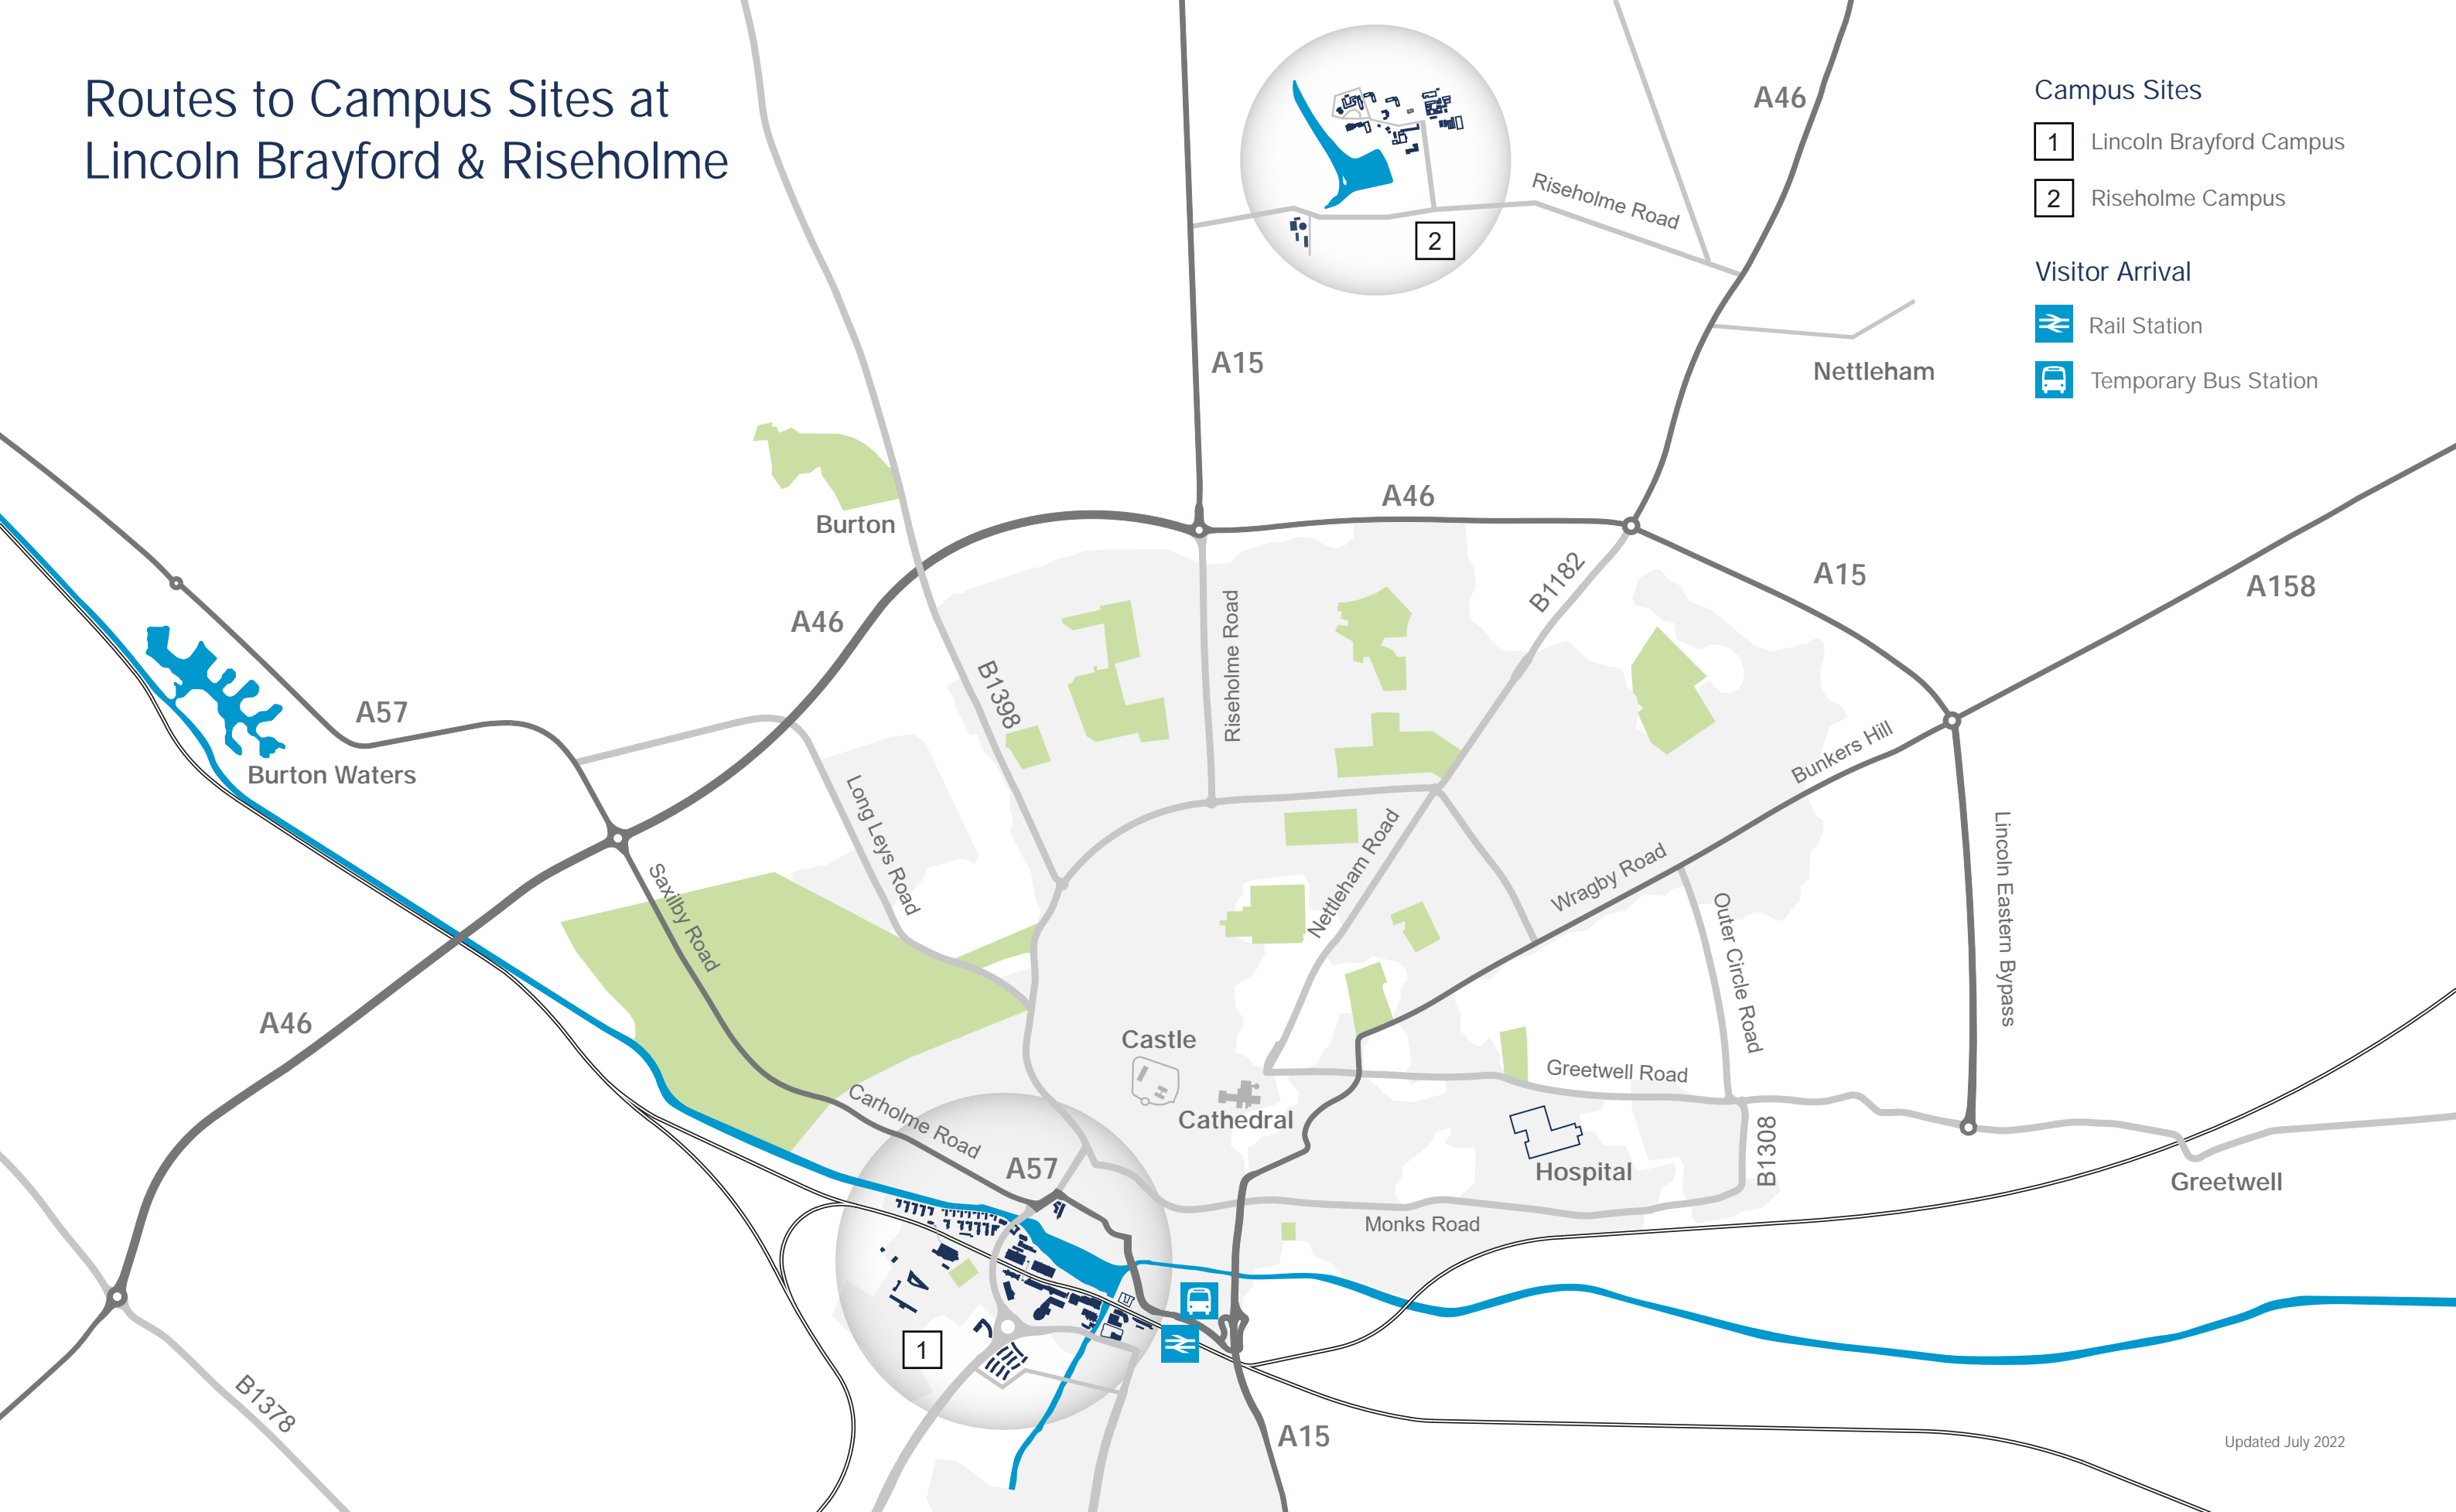 Routes to Campus Sites at
Lincoln Brayford & Riseholme
Campus Sites
1 Lincoln Brayford Campus
2 Riseholme Campus
Visitor Arrival
Rail Station
Temporary Bus Station
A46
Riseholme Road
2
A15
Nettleham
A46
Burton
B1182
A15
A158
A46
Riseholme Road
B1398
A57
Burton Waters
Bunkers Hill
Long Leys Road
Nettleham Road
Wragby Road
Lincoln Eastern Bypass
Saxilby Road
Outer Circle Road
A46
Castle
Greetwell Road
Carholme Road
Cathedral
B1308
A57
Hospital
Greetwell
Monks Road
1
B1378
A15
Updated July 2022